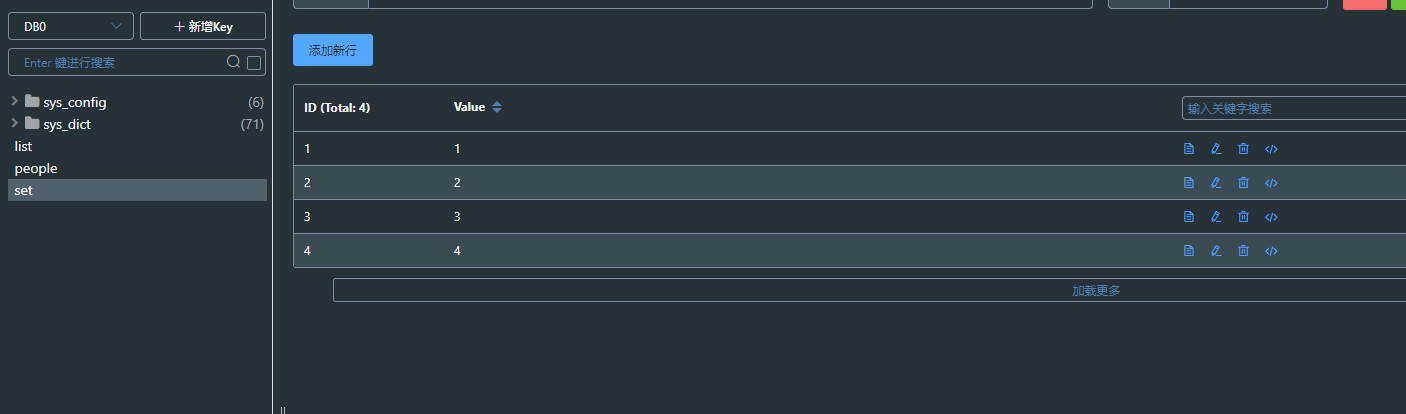 DB0
+ 新增Key
Enter 键进行搜索
sys_config (6)
sys_dict (71)
list
people
set
添加新行
ID (Total: 4) Value 输入关键字搜索
1 1
2 2
3 3
4 4
加载更多